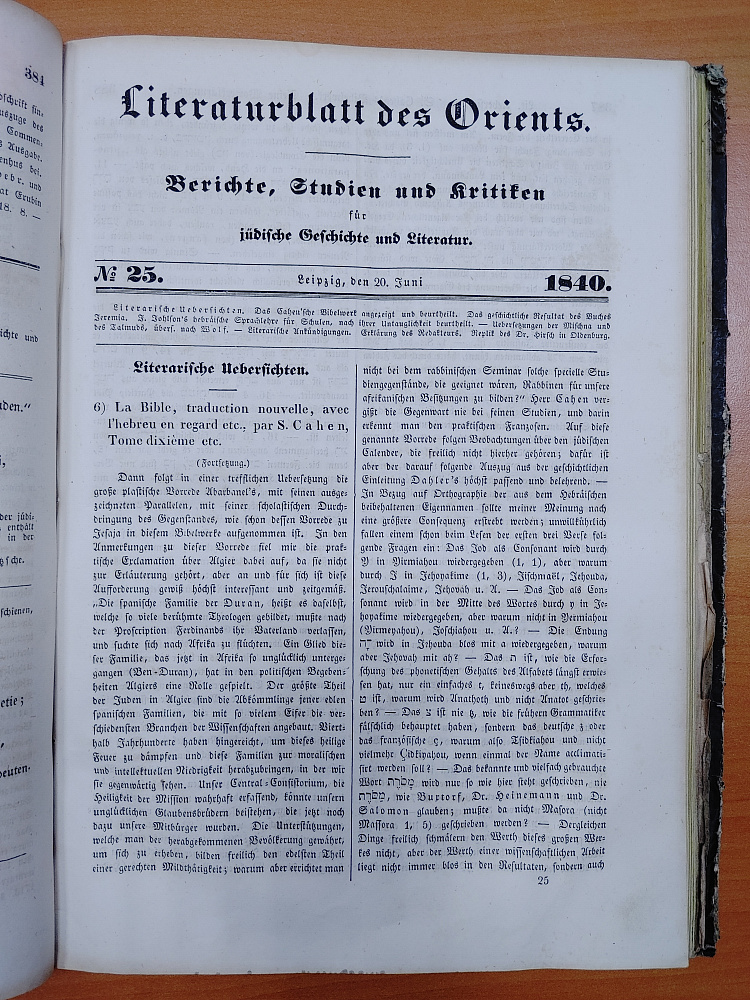 384
Literaturblatt des Orients.
Berichte, Studien und Kritiken
für
jüdische Geschichte und Literatur.
№ 25.
Leipzig, den 20. Juni
1840.
Literarische Uebersichten. Das Cahen'sche Bibelwerk angezeigt und beurtheilt. Das geschichtliche Resultat des Buches
Jeremia. J. Johlson's hebräische Sprachlehre für Schulen, nach ihrer Untauglichkeit beurtheilt. — Uebersetzungen der Mischna und
des Talmuds, übers. nach Wolf. — Literarische Ankündigungen. Erklärung des Redakteurs. Replik des Dr. Hirsch in Oldenburg.
Literarische Uebersichten.
6) La Bible, traduction nouvelle, avec
l'hebreu en regard etc., par S. Cahen,
Tome dixième etc.
(Fortsetzung.)
Dann folgt in einer trefflichen Uebersetzung die
große plastische Vorrede Abarbanel's, mit seinen ausge-
zeichneten Parallelen, mit seiner scholastischen Durch-
dringung des Gegenstandes, wie schon dessen Vorrede zu
Jesaja in diesem Bibelwerke aufgenommen ist. In den
Anmerkungen zu dieser Vorrede fiel mir die prak-
tische Exclamation über Algier dabei auf, da sie nicht
zur Erläuterung gehört, aber an und für sich ist diese
Aufforderung gewiß höchst interessant und zeitgemäß.
„Die spanische Familie der Duran, heißt es daselbst,
welche so viele berühmte Theologen gebildet, mußte nach
der Proscription Ferdinands ihr Vaterland verlassen,
und suchte sich nach Afrika zu flüchten. Ein Glied die-
ser Familie, das jetzt in Afrika so unglücklich unterge-
gangen (Ben-Duran), hat in den politischen Begeben-
heiten Algiers eine Rolle gespielt. Der größte Theil
der Juden in Algier sind die Abkömmlinge jener edlen
spanischen Familien, die mit so vielem Eifer die ver-
schiedensten Branchen der Wissenschaften angebaut. Viert-
halb Jahrhunderte haben hingereicht, um dieses heilige
Feuer zu dämpfen und diese Familien zur moralischen
und intellektuellen Niedrigkeit herabzubringen, in der wir
sie gegenwärtig sehen. Unser Central-Consistorium, die
Heiligkeit der Mission wahrhaft erfassend, könnte unsern
unglücklichen Glaubensbrüdern beistehen, die jetzt noch
dazu unsere Mitbürger wurden. Die Unterstützungen,
welche man der herabgekommenen Bevölkerung gewährt,
um sich zu erheben, bilden freilich den edelsten Theil
einer gerechten Mildthätigkeit; warum aber errichtet man
nicht bei dem rabbinischen Seminar solche specielle Stu-
diengegenstände, die geeignet wären, Rabbinen für unsere
afrikanischen Besitzungen zu bilden?" Herr Cahen ver-
gißt die Gegenwart nie bei seinen Studien, und darin
erkennt man den praktischen Franzosen. Auf diese
genannte Vorrede folgen Beobachtungen über den jüdischen
Calender, die freilich nicht hierher gehören; dafür ist
aber der darauf folgende Auszug aus der geschichtlichen
Einleitung Dahler's höchst passend und belehrend. —
In Bezug auf Orthographie der aus dem Hebräischen
beibehaltenen Eigennamen sollte meiner Meinung nach
eine größere Consequenz erstrebt werden; unwillkührlich
fallen einem schon beim Lesen der ersten drei Verse fol-
gende Fragen ein: Das Jod als Consonant wird durch
Y in Yirmiahou wiedergegeben (1, 1), aber warum
durch J in Jehoyakime (1, 3), Jischmaël, Jehouda,
Jerouschalaime, Jehovah u. A. — Das Jod als Con-
sonant wird in der Mitte des Wortes durch y in Je-
hoyakime wiedergegeben, aber warum nicht in Yermiahou
(Yirmeyahou), Joschiahou u. A.? — Die Endung
wird in Jehouda blos mit a wiedergegeben, warum
aber Jehovah mit ah? — Das ח ist, wie die Erfor-
schung des phonetischen Gehalts des Alfabets längst erwie-
sen hat, nur ein einfaches t, keineswegs aber th, welches
ist, warum wird Anathoth und nicht Anatot geschrie-
ben? — Das צ ist nie tz, wie die frühern Grammatiker
fälschlich behauptet haben, sondern das deutsche z oder
das französische ç, warum also Tsidkiahou und nicht
vielmehr Çidkiyahou, wenn einmal der Name acclimati-
sirt werden soll? — Das bekannte und vielfach gebrauchte
Wort wird nur so wie hier steht geschrieben, nie
wie Buxtorf, Dr. Heinemann und Dr.
Salomon glauben; mußte da nicht Masora (nicht
Massora 1, 5) geschrieben werden? — Dergleichen
Dinge freilich schmälern den Werth dieses großen Wer-
kes nicht, aber der Werth einer wissenschaftlichen Arbeit
liegt nicht immer blos in den Resultaten, sondern auch
25